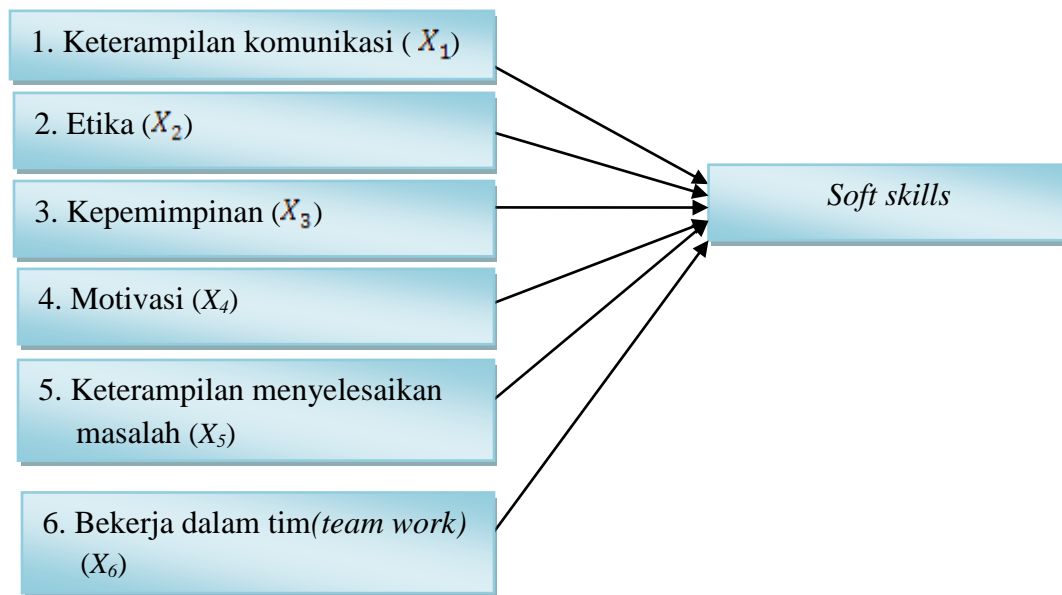 1. Keterampilan komunikasi ( X₁)
2. Etika (X₂)
3. Kepemimpinan (X₃)
4. Motivasi (X₄)
5. Keterampilan menyelesaikan
masalah (X₅)
6. Bekerja dalam tim(team work)
(X₆)
Soft skills